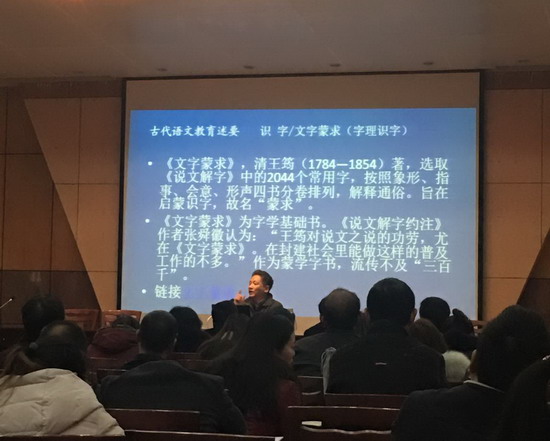 古代语文教育述要 识 字/文字蒙求（字理识字）
• 《文字蒙求》，清王筠（1784—1854）著，选取
《说文解字》中的2044个常用字，按照象形、指
事、会意、形声四书分卷排列，解释通俗。旨在
启蒙识字，故名“蒙求”。
• 《文字蒙求》为字学基础书。《说文解字约注》
作者张舜徽认为：“王筠对说文之说的功劳，尤
在《文字蒙求》，在封建社会里能做这样的普及
工作的不多。”作为蒙学字书，流传不及“三百
千”。
• 链接